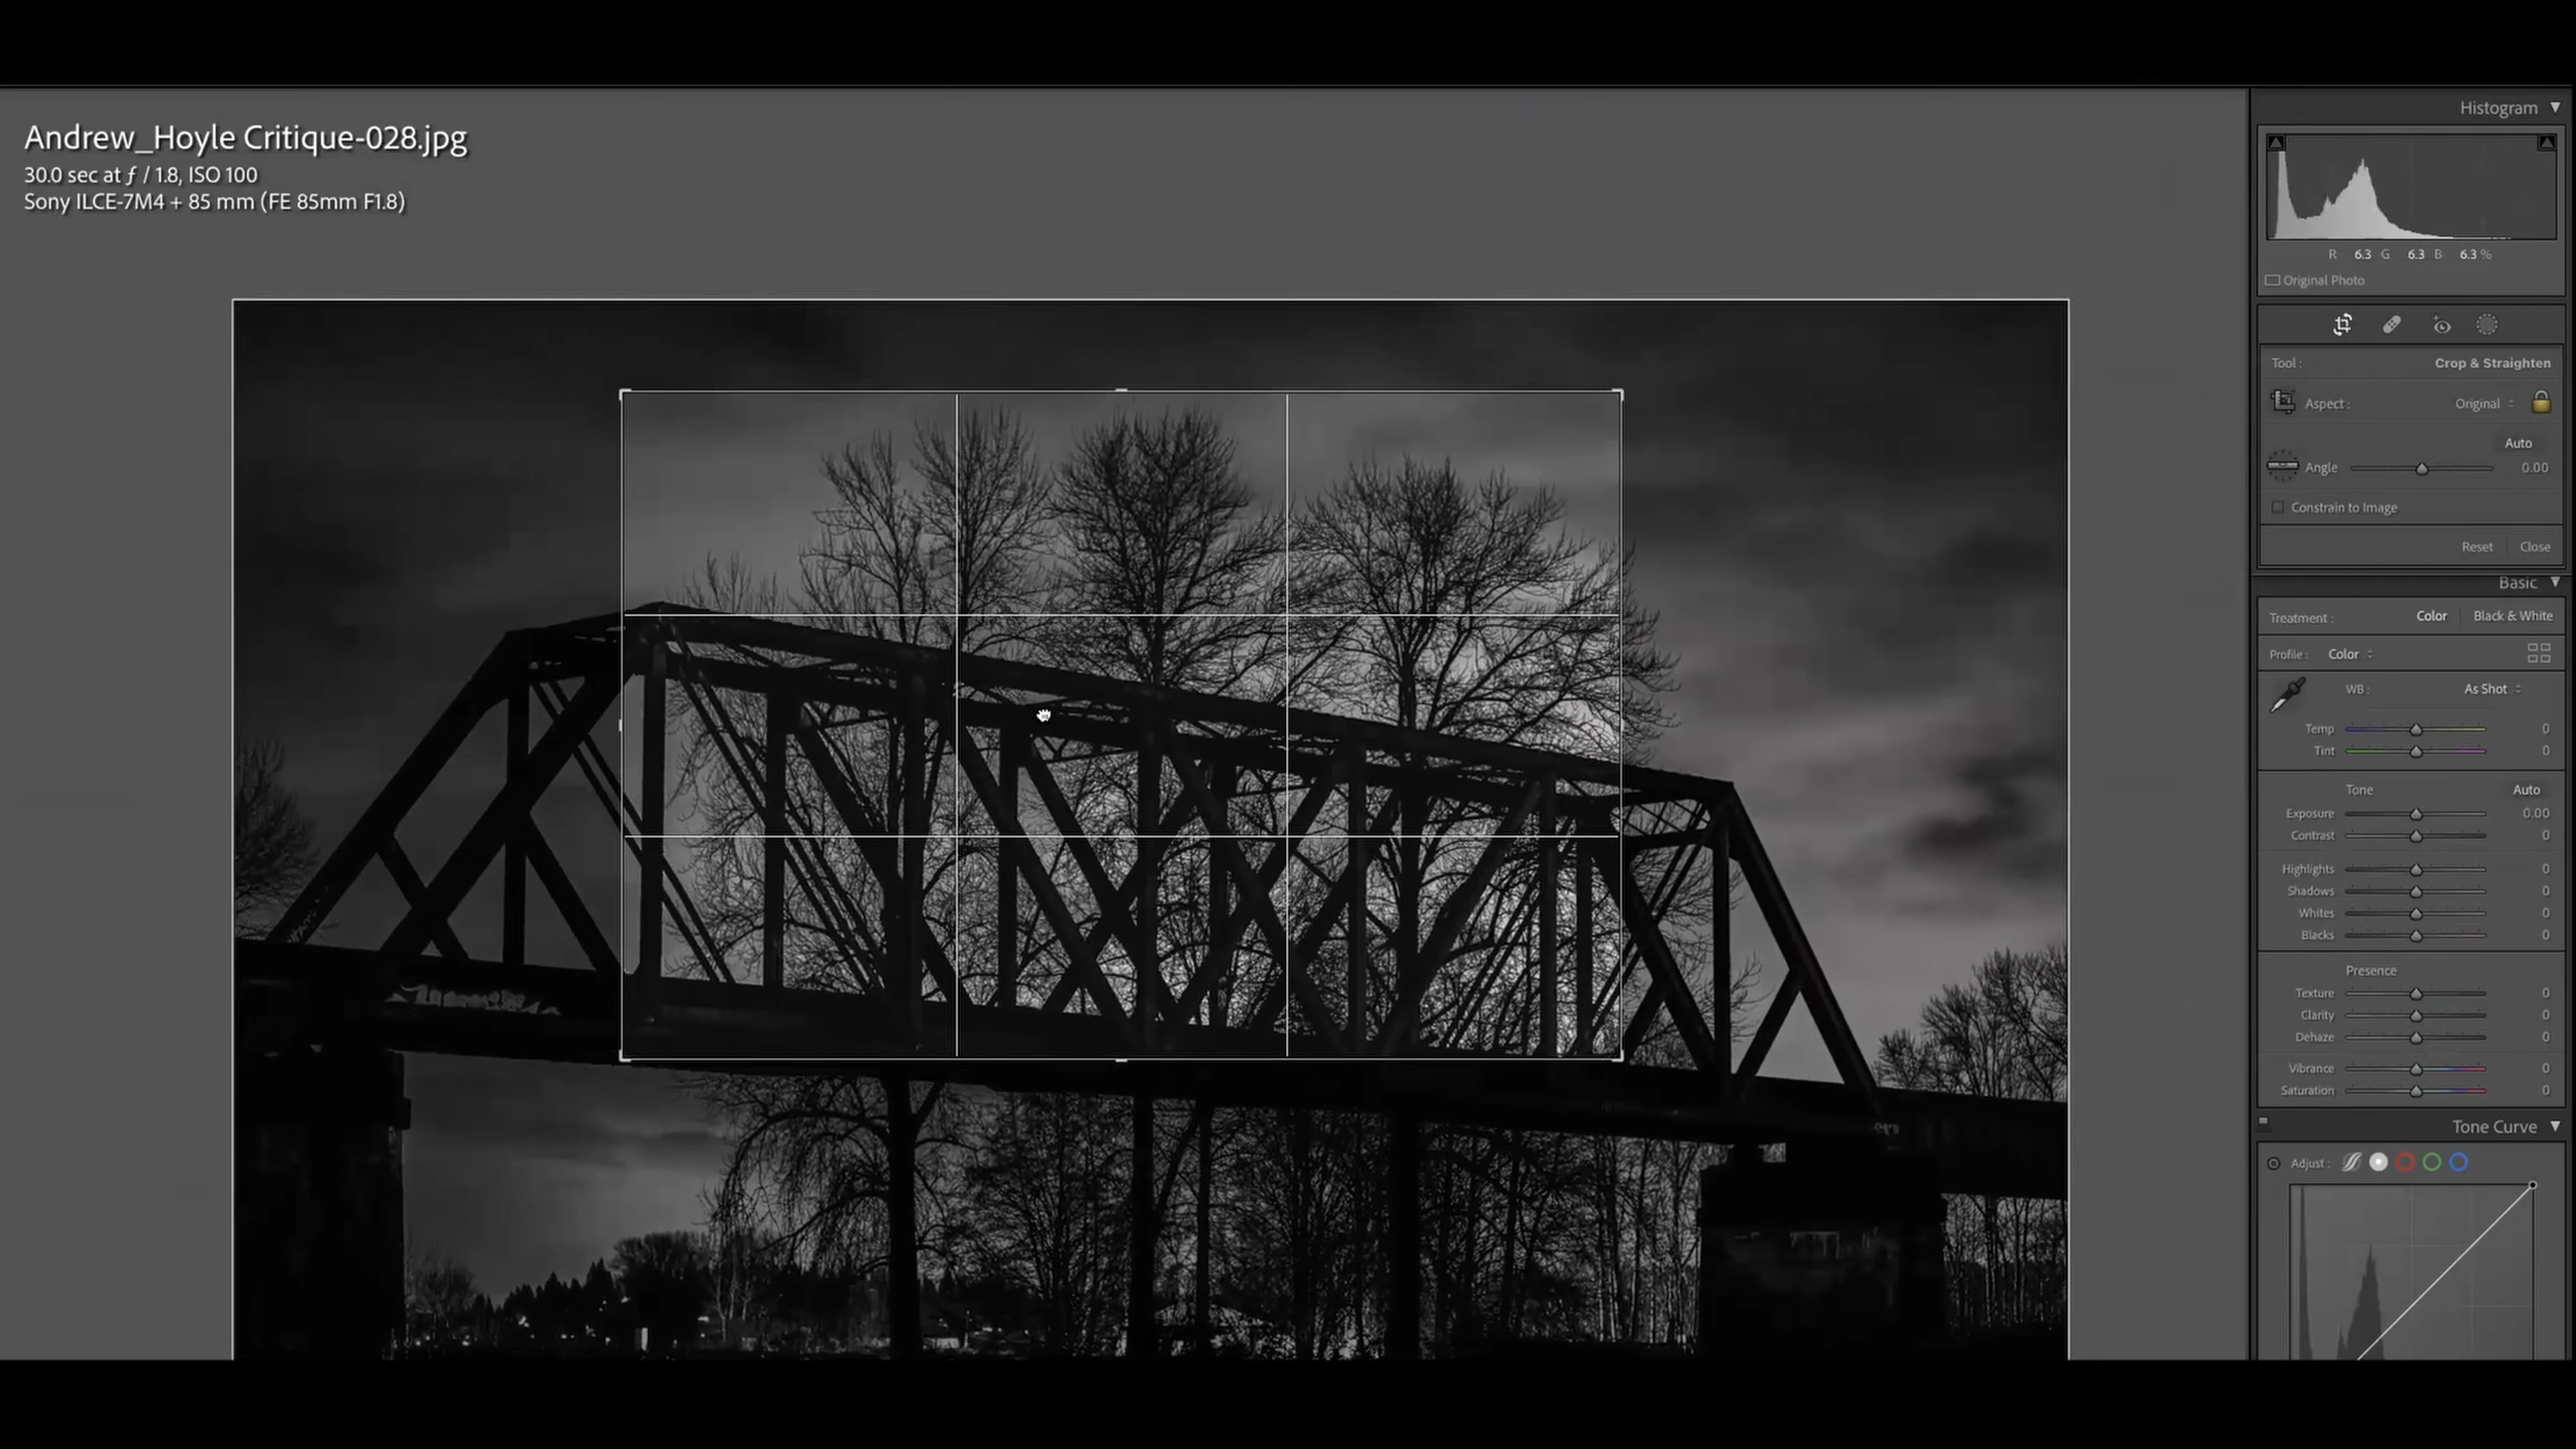 Andrew_Hoyle Critique-028.jpg
30.0 sec at ƒ / 1.8, ISO 100
Sony ILCE-7M4 + 85 mm (FE 85mm F1.8)
Histogram
R 6.3 G 6.3 B 6.3 %
Original Photo
Tool : Crop & Straighten
Aspect : Original
Auto
Angle 0.00
Constrain to Image
Reset Close
Basic
Treatment : Color Black & White
Profile : Color
WB : As Shot
Temp 0
Tint 0
Tone Auto
Exposure 0.00
Contrast 0
Highlights 0
Shadows 0
Whites 0
Blacks 0
Presence
Texture 0
Clarity 0
Dehaze 0
Vibrance 0
Saturation 0
Tone Curve
Adjust :